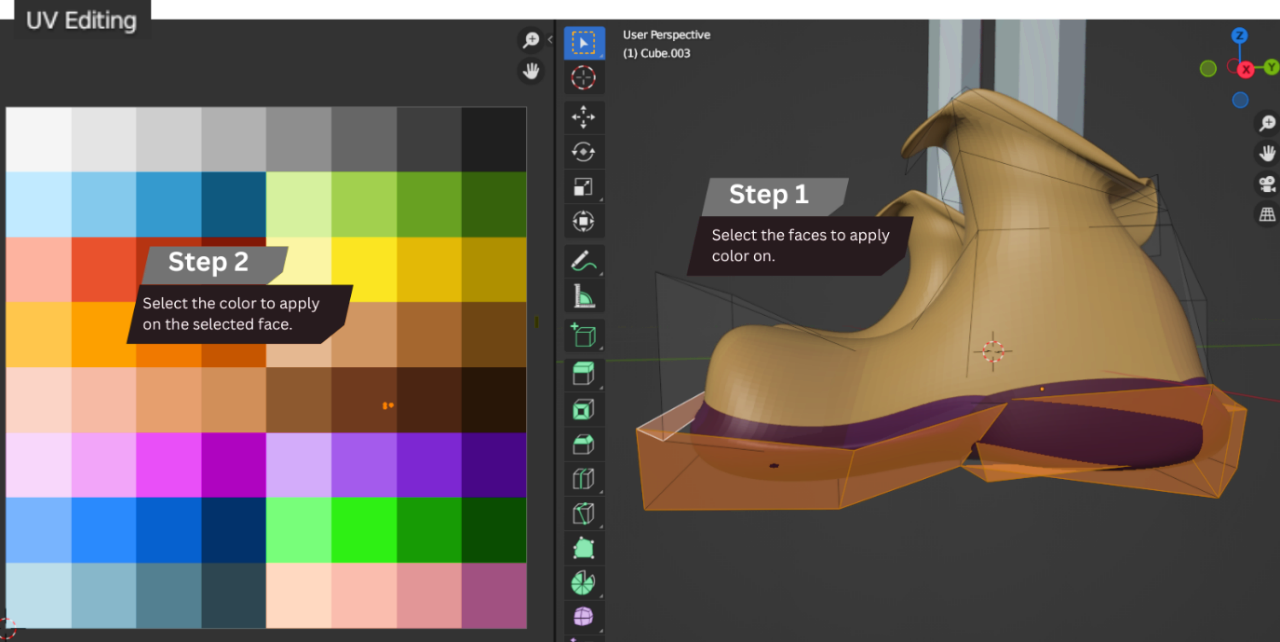 UV Editing
User Perspective
(1) Cube.003
Z
X
Y
Step 1
Select the faces to apply
color on.
Step 2
Select the color to apply
on the selected face.